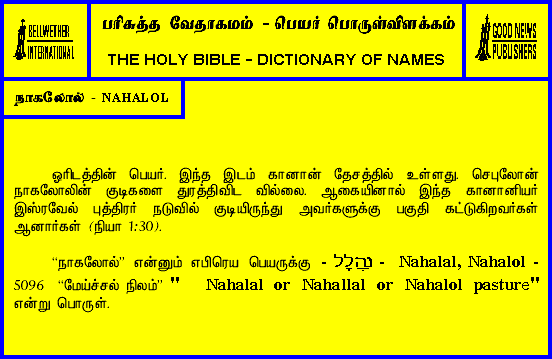 BELLWETHER
INTERNATIONAL
பரிசுத்த வேதாகமம் - பெயர் பொருள்விளக்கம்
THE HOLY BIBLE - DICTIONARY OF NAMES
GOOD NEWS
PUBLISHERS
நாகலோல் - NAHALOL
ஓரிடத்தின் பெயர். இந்த இடம் கானான் தேசத்தில் உள்ளது. செபுலோன்
நாகலோலின் குடிகளை துரத்திவிட வில்லை. ஆகையினால் இந்த கானானியர்
இஸ்ரவேல் புத்திரர் நடுவில் குடியிருந்து அவர்களுக்கு பகுதி கட்டுகிறவர்கள்
ஆனார்கள் (நியா 1:30).
“நாகலோல்” என்னும் எபிரெய பெயருக்கு - נַהֲלָל - Nahalal, Nahalol -
5096 “மேய்ச்சல் நிலம்” " Nahalal or Nahallal or Nahalol pasture"
என்று பொருள்.